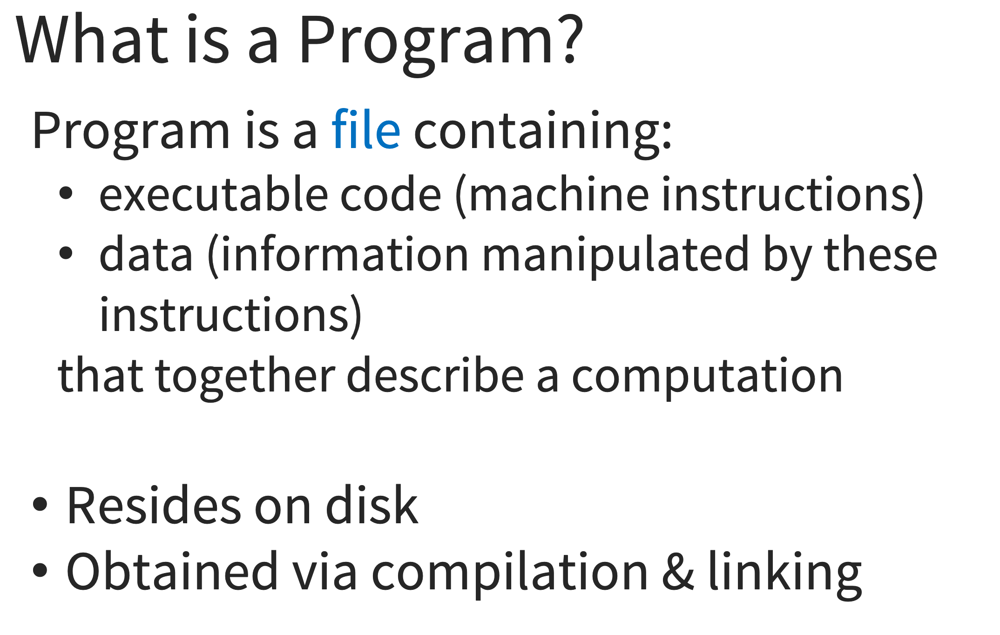 What is a Program?
Program is a file containing:
• executable code (machine instructions)
• data (information manipulated by these
instructions)
that together describe a computation
• Resides on disk
• Obtained via compilation & linking